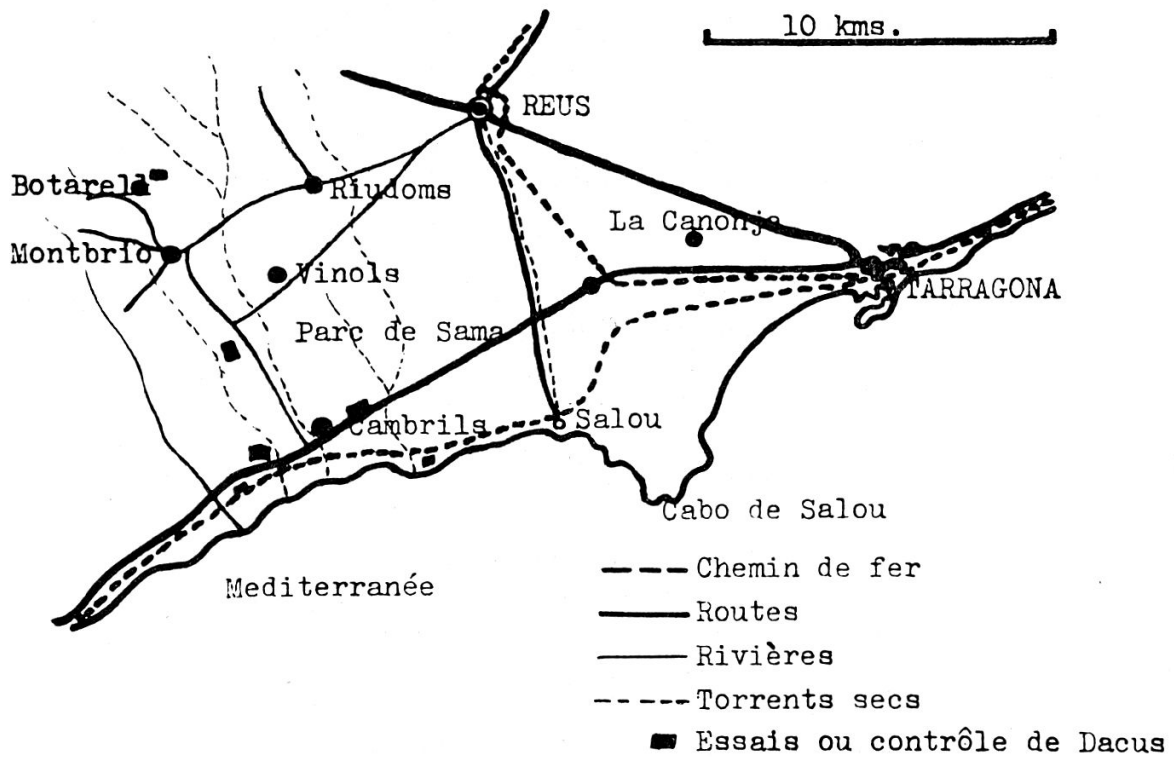 10 kms.
REUS
Botarell
Riudoms
La Canonja
Montbrio
Vinols
TARRAGONA
Parc de Sama
Cambrils
Salou
Cabo de Salou
Mediterranée
Chemin de fer
Routes
Rivières
Torrents secs
Essais ou contrôle de Dacus